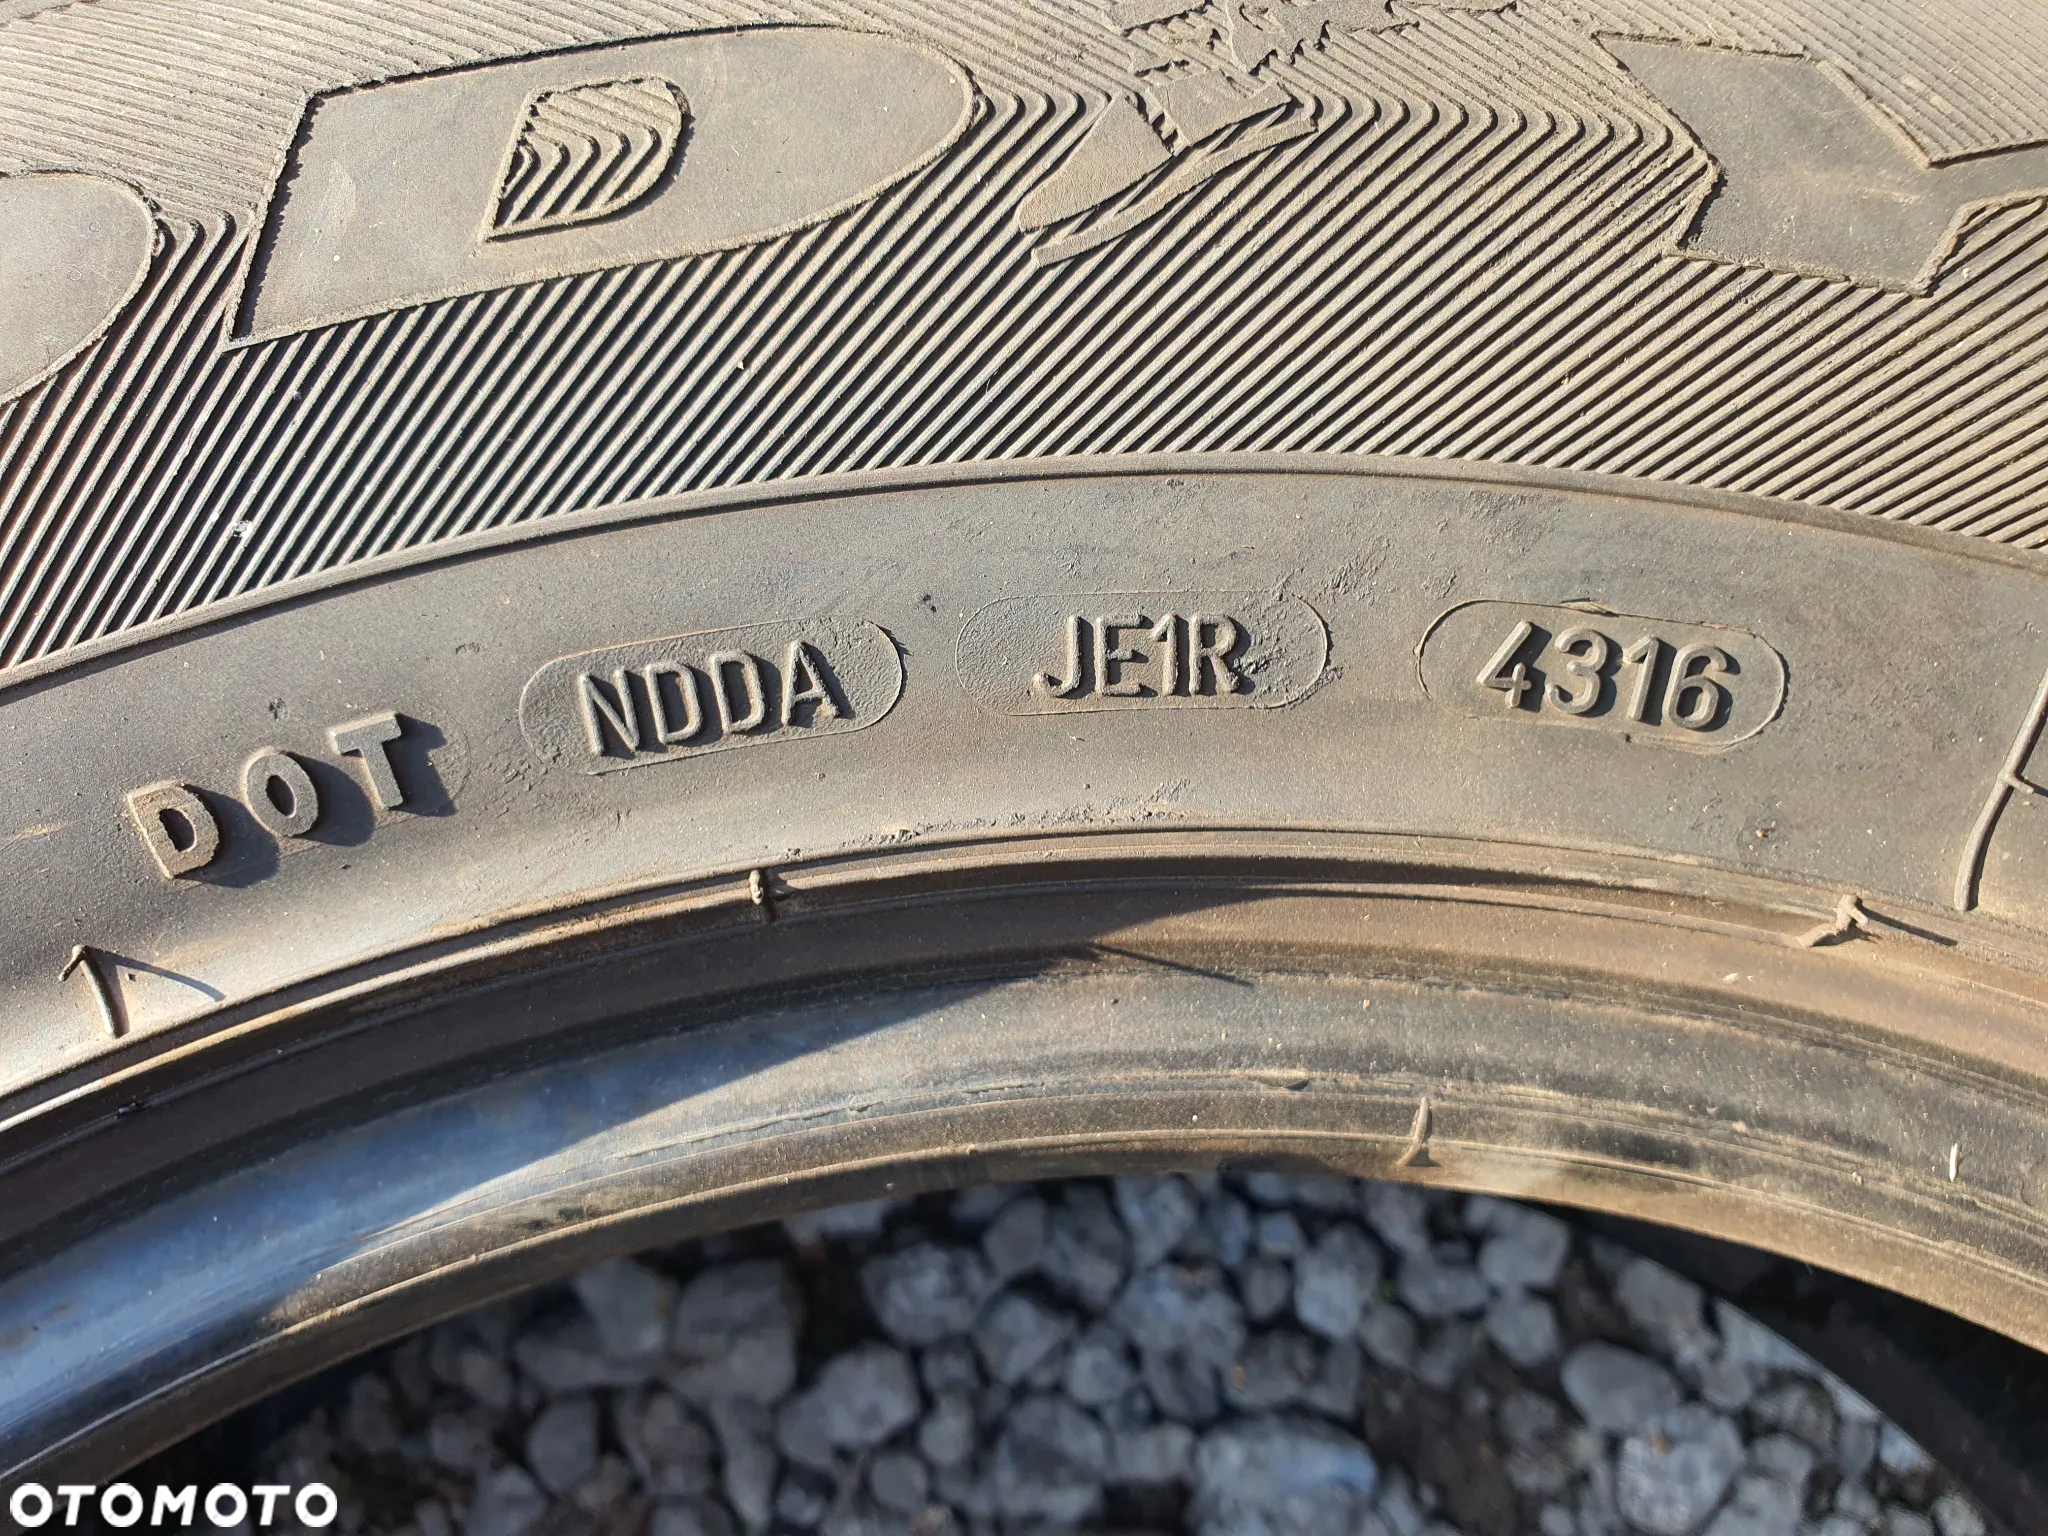 D Y
DOT NDDA JE1R 4316
OTOMOTO